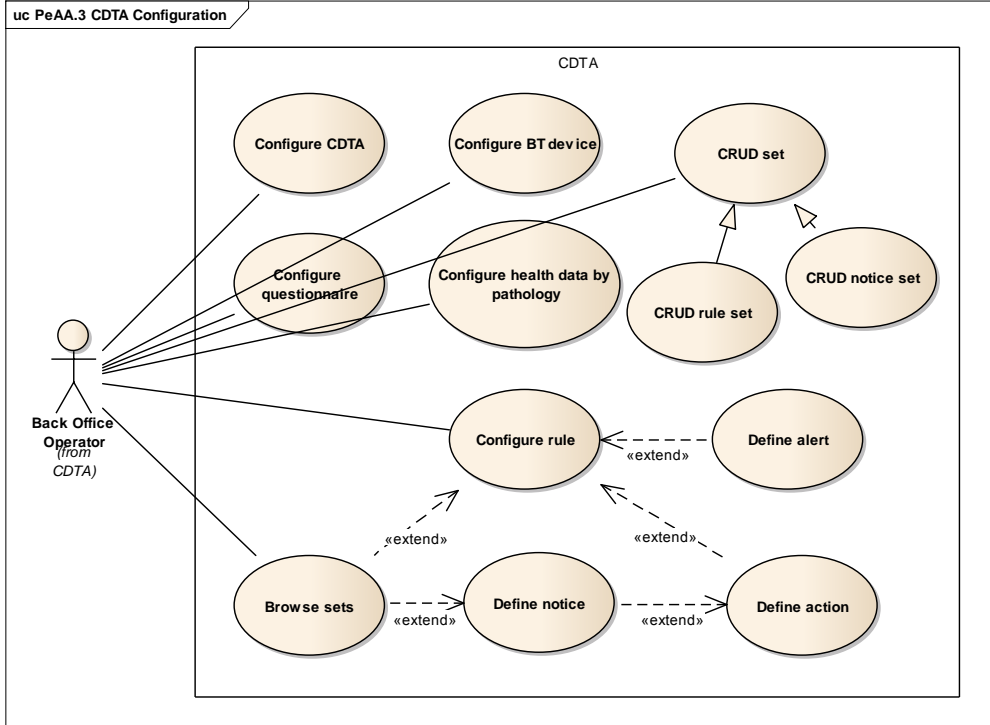 uc PeAA.3 CDTA Configuration
CDTA
Configure CDTA
Configure BT device
CRUD set
Configure
questionnaire
Configure health data by
pathology
CRUD rule set
CRUD notice set
Back Office
Operator
(from
CDTA)
Configure rule
Define alert
«extend»
«extend»
«extend»
Browse sets
Define notice
Define action
«extend»
«extend»